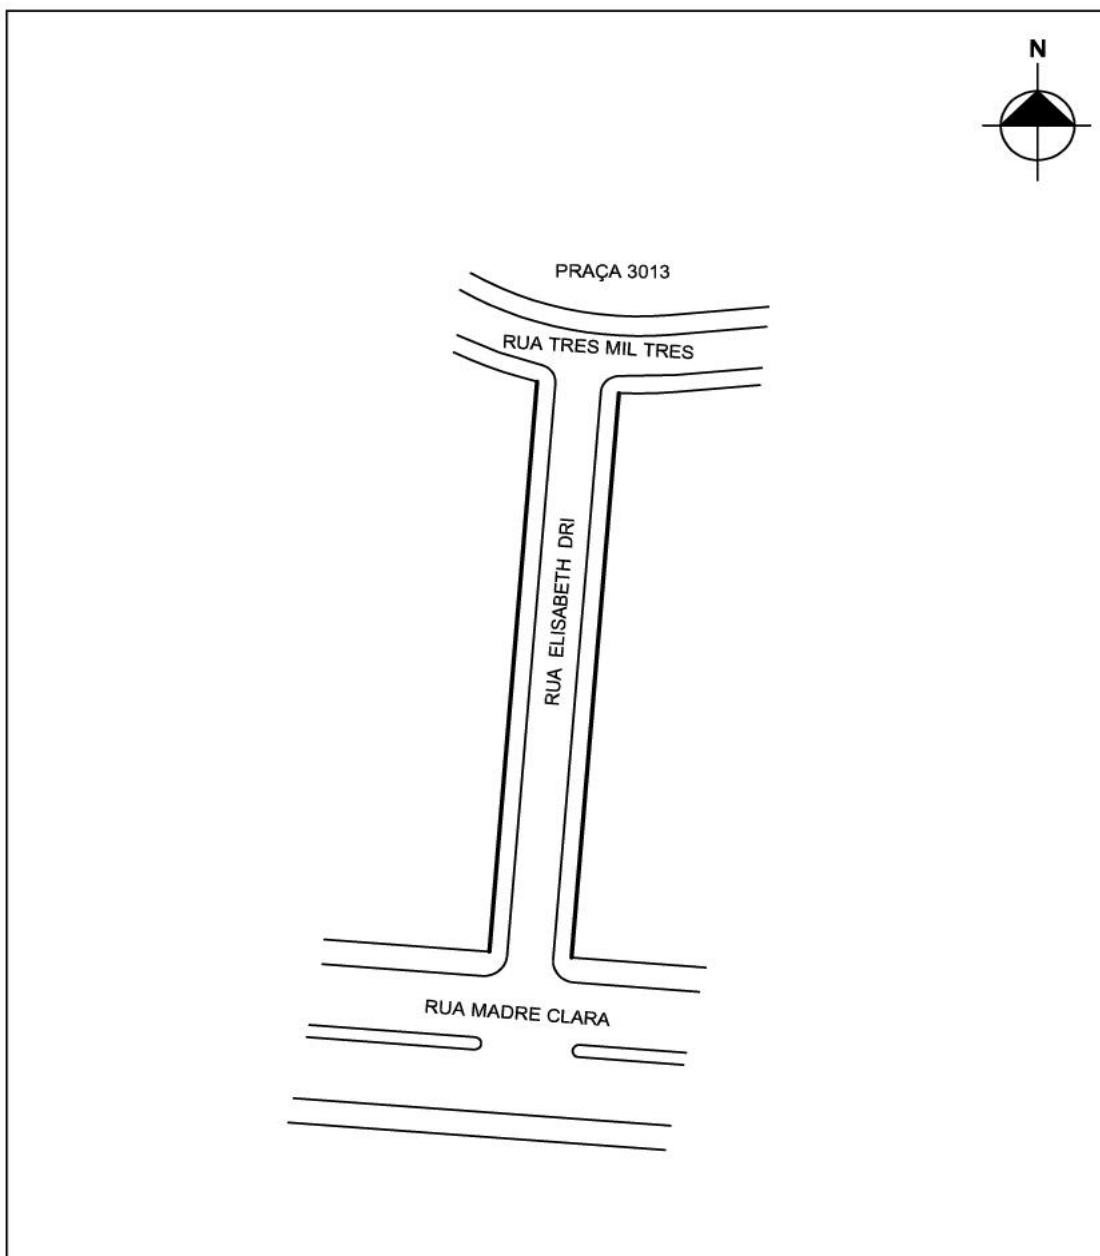 N
PRAÇA 3013
RUA TRES MIL TRES
RUA ELISABETH DRI
RUA MADRE CLARA